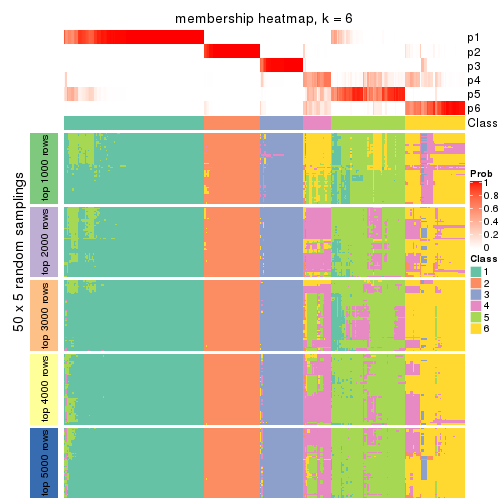 membership heatmap, k = 6
p1
p2
p3
p4
p5
p6
Class
50 x 5 random samplings
top 1000 rows
top 2000 rows
top 3000 rows
top 4000 rows
top 5000 rows
Prob
1
0.8
0.6
0.4
0.2
0
Class
1
2
3
4
5
6